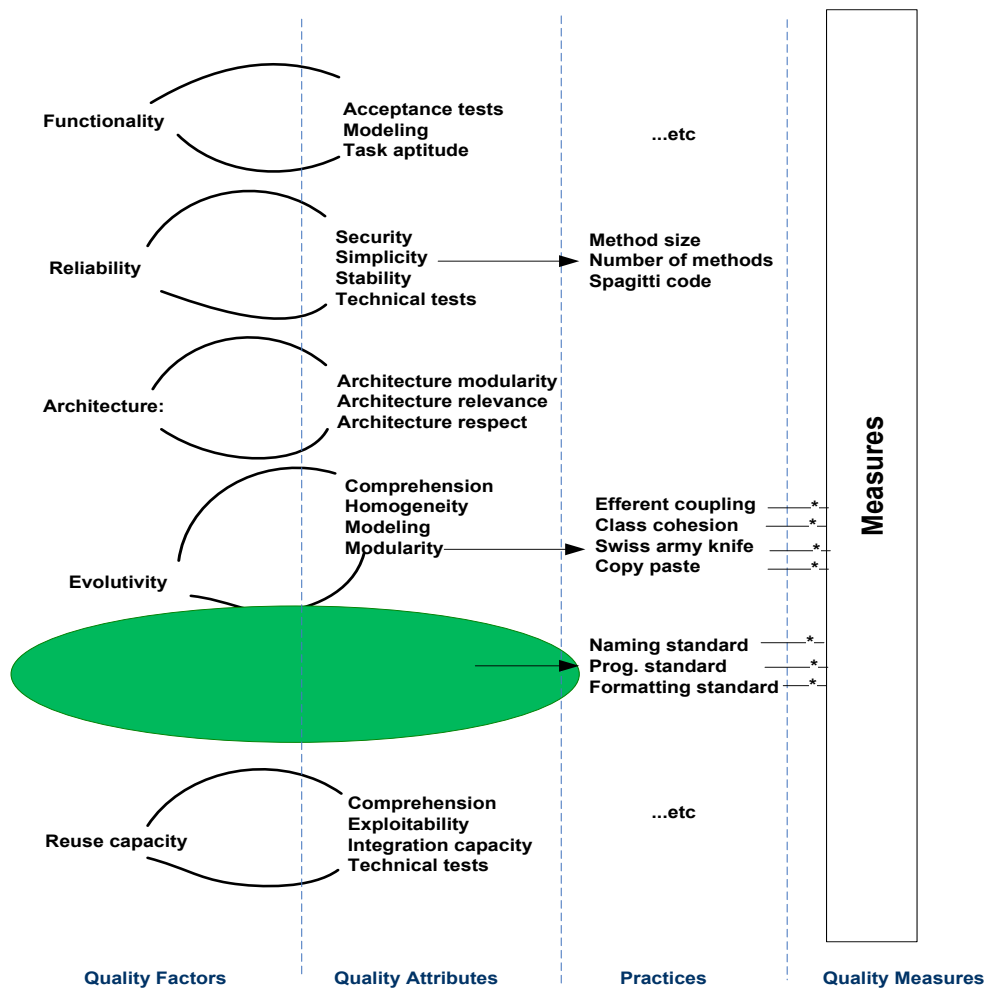 Functionality
Acceptance tests
Modeling
Task aptitude
...etc
Reliability
Security
Simplicity
Stability
Technical tests
Method size
Number of methods
Spagitti code
Architecture:
Architecture modularity
Architecture relevance
Architecture respect
Evolutivity
Comprehension
Homogeneity
Modeling
Modularity
Efferent coupling *
Class cohesion *
Swiss army knife *
Copy paste *
Naming standard *
Prog. standard *
Formatting standard *
Reuse capacity
Comprehension
Exploitability
Integration capacity
Technical tests
...etc
Measures
Quality Factors
Quality Attributes
Practices
Quality Measures